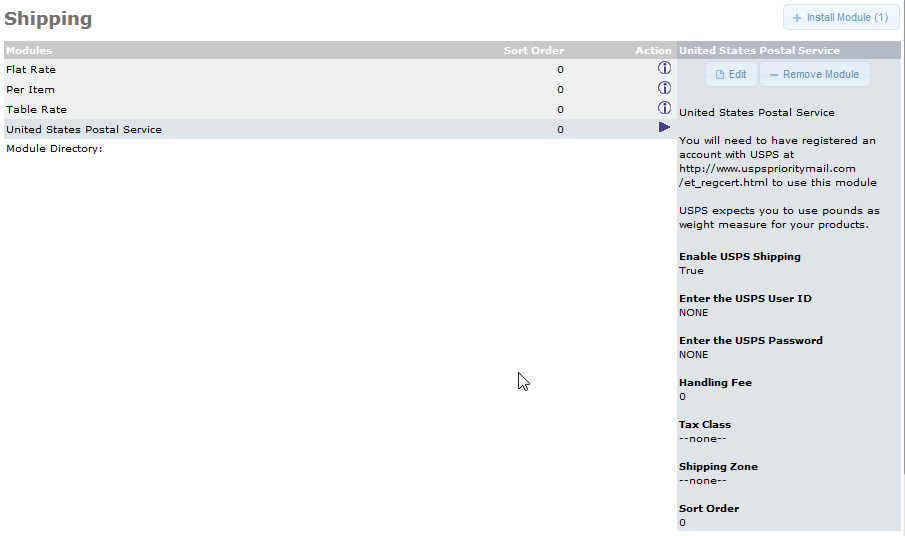 Shipping
+ Install Module (1)
Modules Sort Order Action
Flat Rate 0
Per Item 0
Table Rate 0
United States Postal Service 0
Module Directory:
United States Postal Service
Edit
Remove Module
United States Postal Service
You will need to have registered an
account with USPS at
http://www.uspsprioritymail.com
/et_regcert.html to use this module
USPS expects you to use pounds as
weight measure for your products.
Enable USPS Shipping
True
Enter the USPS User ID
NONE
Enter the USPS Password
NONE
Handling Fee
0
Tax Class
--none--
Shipping Zone
--none--
Sort Order
0